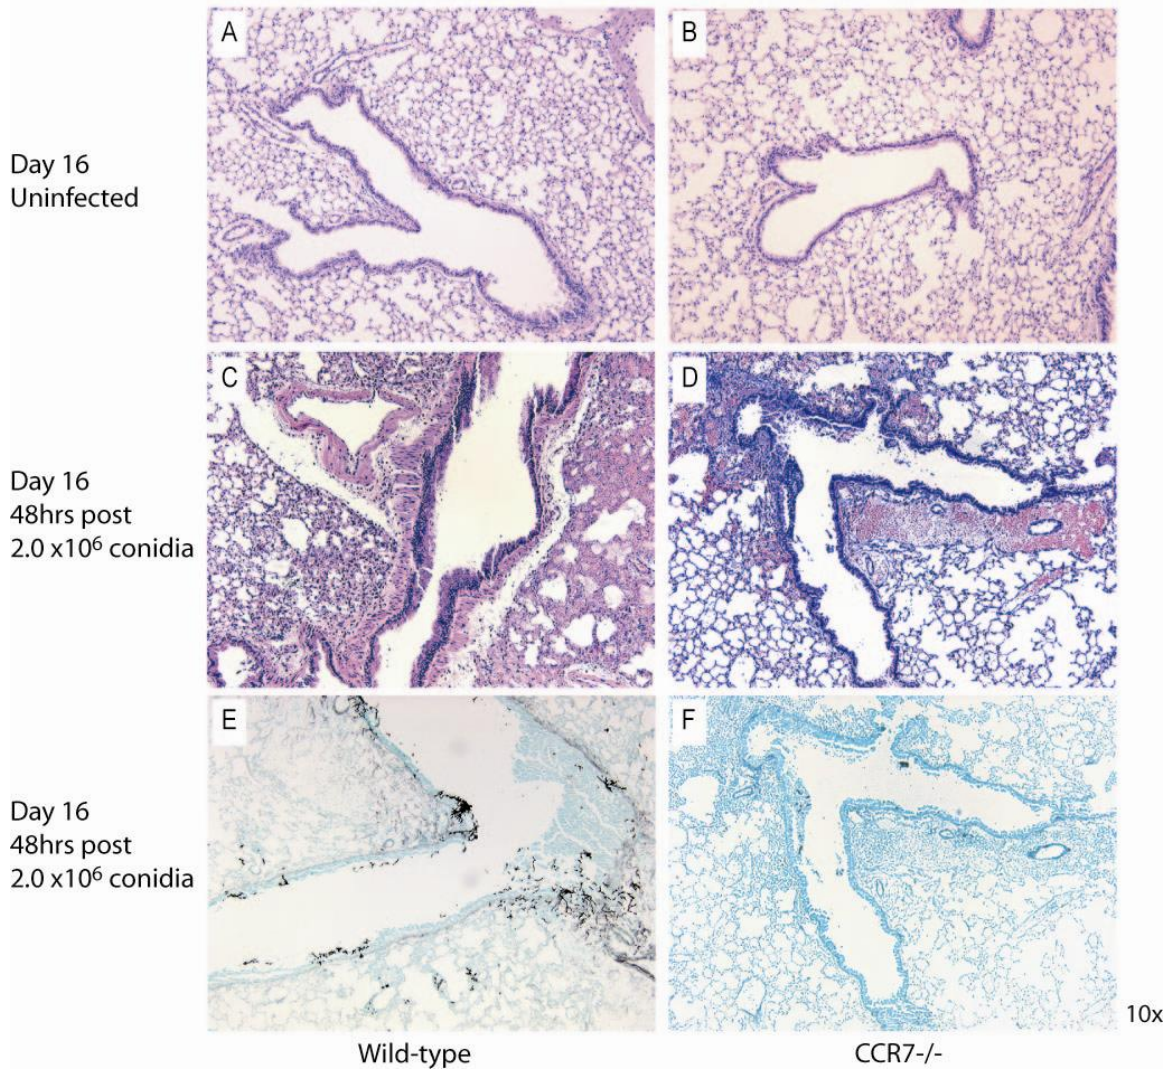 A
B
Day 16
Uninfected
C
D
Day 16
48hrs post
2.0 x10⁶ conidia
E
F
Day 16
48hrs post
2.0 x10⁶ conidia
10x
Wild-type
CCR7-/-